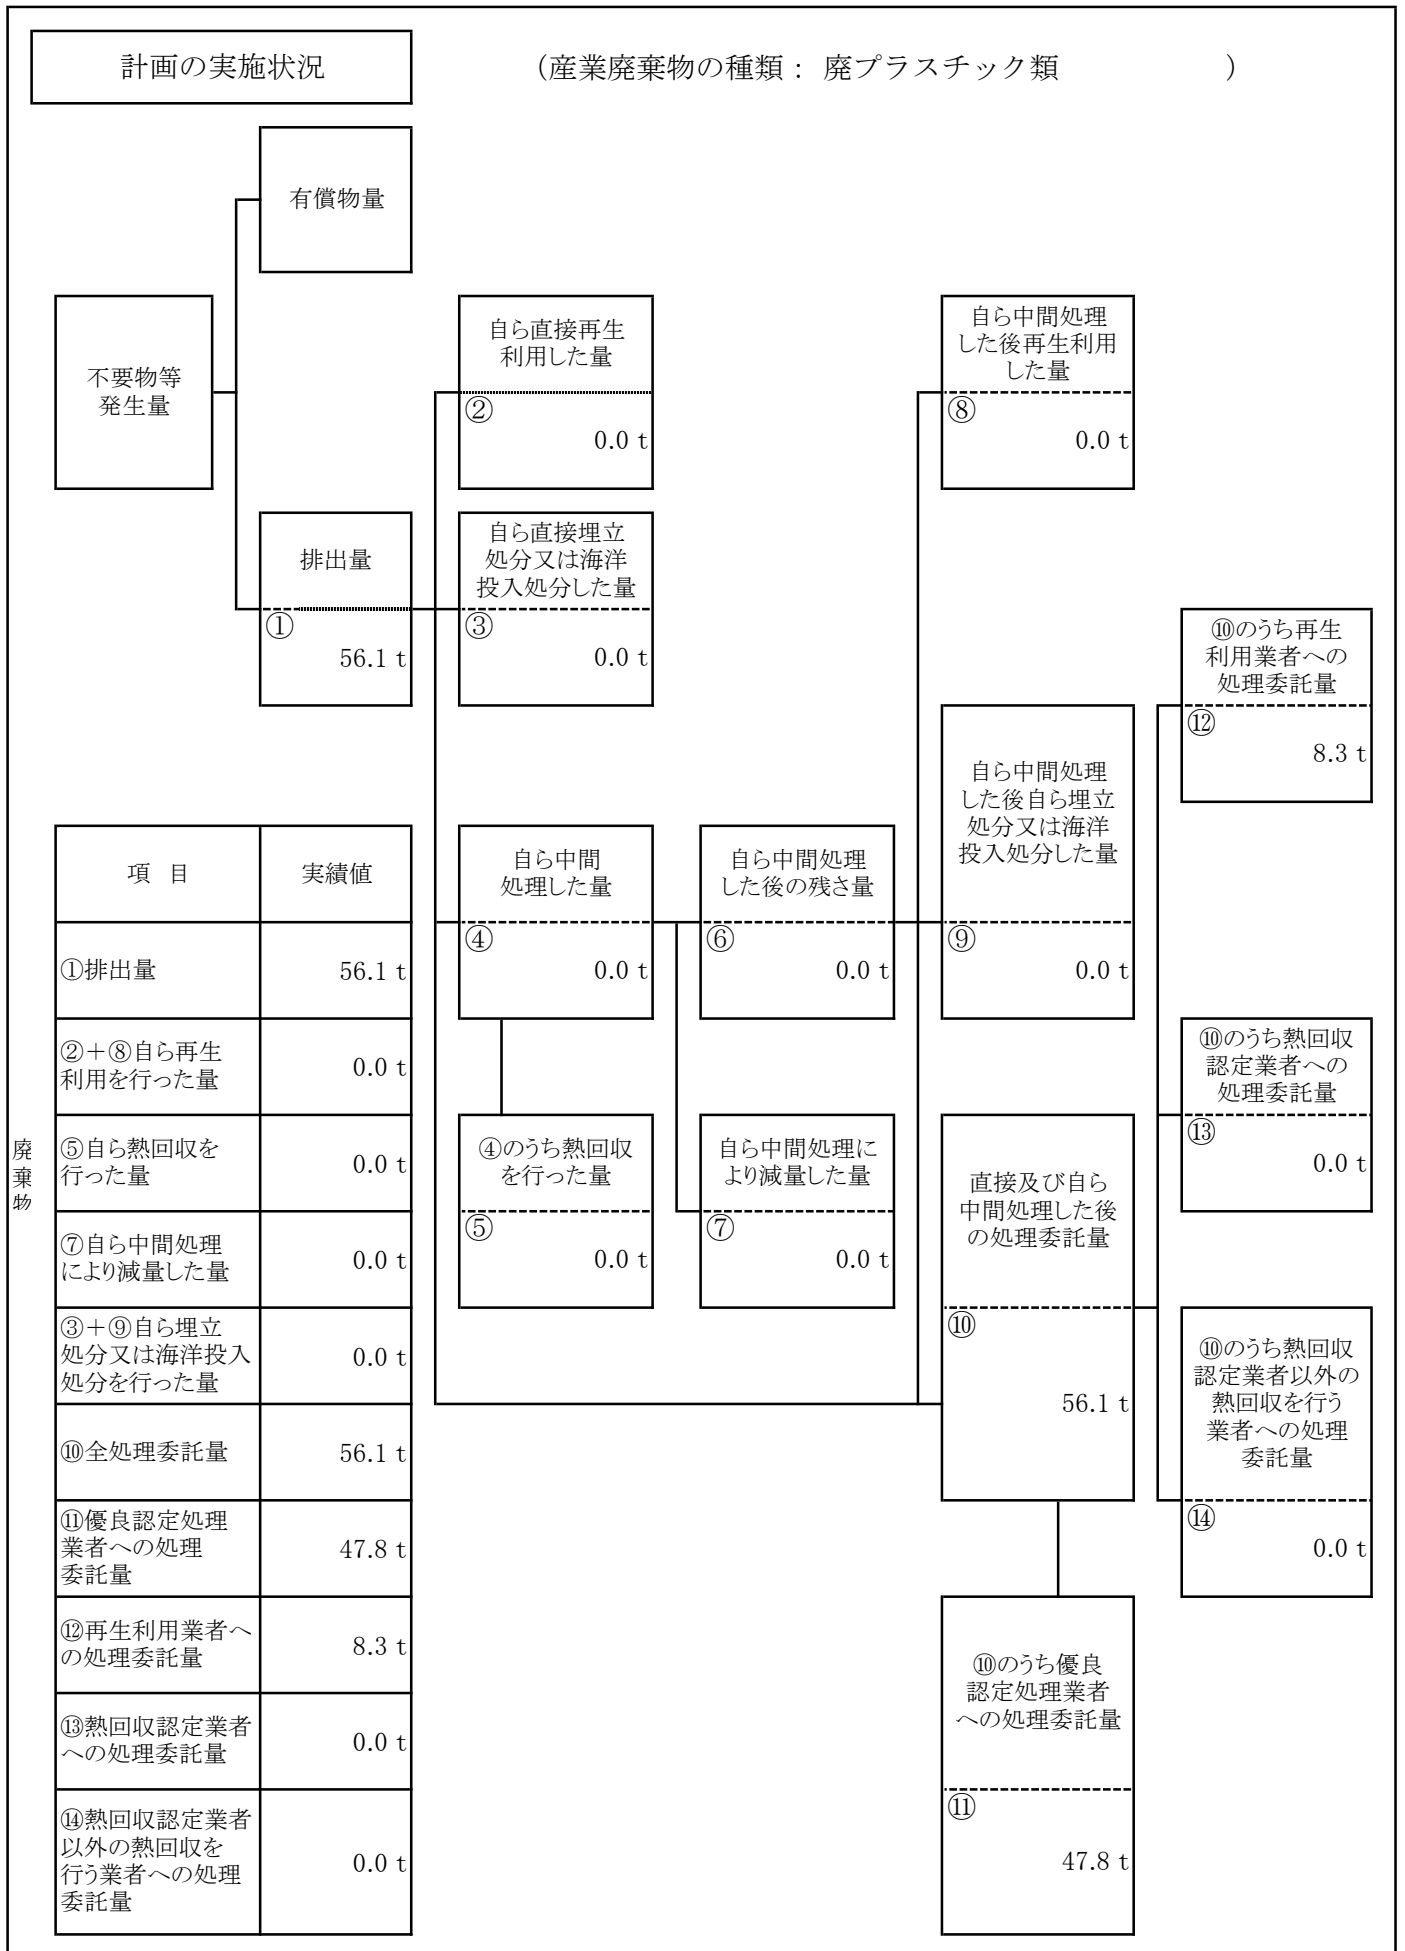 計画の実施状況
（産業廃棄物の種類： 廃プラスチック類 ）
有償物量
不要物等
発生量
排出量
①
56.1 t
自ら直接再生
利用した量
②
0.0 t
自ら直接埋立
処分又は海洋
投入処分した量
③
0.0 t
自ら中間
処理した量
④
0.0 t
④のうち熱回収
を行った量
⑤
0.0 t
自ら中間処理
した後の残さ量
⑥
0.0 t
自ら中間処理に
より減量した量
⑦
0.0 t
自ら中間処理
した後再生利用
した量
⑧
0.0 t
自ら中間処理
した後自ら埋立
処分又は海洋
投入処分した量
⑨
0.0 t
直接及び自ら
中間処理した後
の処理委託量
⑩
56.1 t
⑩のうち優良
認定処理業者
への処理委託量
⑪
47.8 t
⑩のうち再生
利用業者への
処理委託量
⑫
8.3 t
⑩のうち熱回収
認定業者への
処理委託量
⑬
0.0 t
⑩のうち熱回収
認定業者以外の
熱回収を行う
業者への処理
委託量
⑭
0.0 t
項 目 実績値
①排出量 56.1 t
②＋⑧自ら再生
利用を行った量
0.0 t
⑤自ら熱回収を
行った量
0.0 t
⑦自ら中間処理
により減量した量
0.0 t
③＋⑨自ら埋立
処分又は海洋投入
処分を行った量
0.0 t
⑩全処理委託量 56.1 t
⑪優良認定処理
業者への処理
委託量
47.8 t
⑫再生利用業者へ
の処理委託量
8.3 t
⑬熱回収認定業者
への処理委託量
0.0 t
⑭熱回収認定業者
以外の熱回収を
行う業者への処理
委託量
0.0 t
廃
棄
物